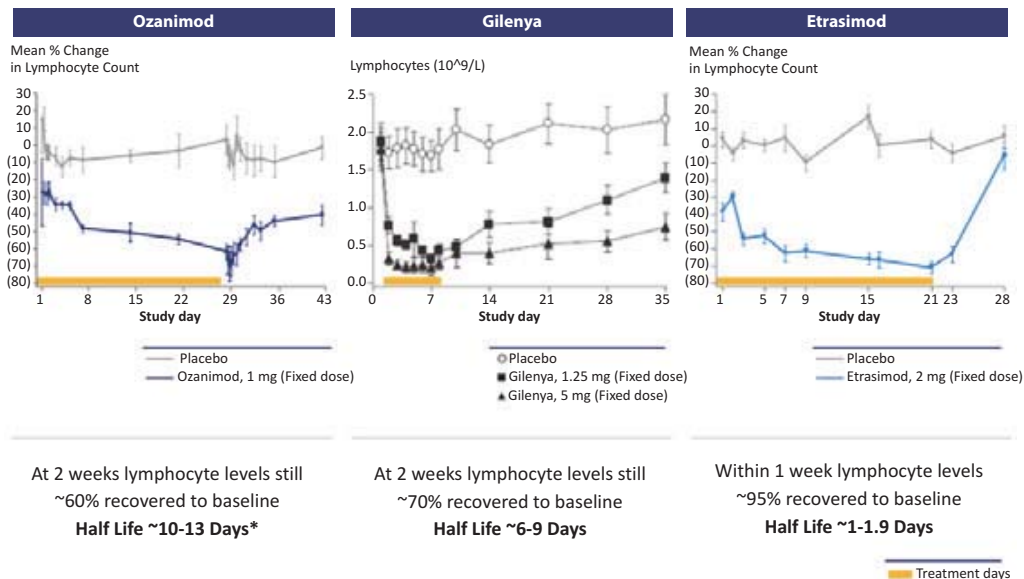 Ozanimod
Mean % Change
in Lymphocyte Count
30
20
10
0
(10)
(20)
(30)
(40)
(50)
(60)
(70)
(80)
1 8 15 22 29 36 43
Study day
Placebo
Ozanimod, 1 mg (Fixed dose)
At 2 weeks lymphocyte levels still
~60% recovered to baseline
Half Life ~10-13 Days*
Gilenya
Lymphocytes (10^9/L)
2.5
2.0
1.5
1.0
0.5
0.0
0 7 14 21 28 35
Study day
Placebo
Gilenya, 1.25 mg (Fixed dose)
Gilenya, 5 mg (Fixed dose)
At 2 weeks lymphocyte levels still
~70% recovered to baseline
Half Life ~6-9 Days
Etrasimod
Mean % Change
in Lymphocyte Count
30
20
10
0
(10)
(20)
(30)
(40)
(50)
(60)
(70)
(80)
1 5 7 9 15 21 23 28
Study day
Placebo
Etrasimod, 2 mg (Fixed dose)
Within 1 week lymphocyte levels
~95% recovered to baseline
Half Life ~1-1.9 Days
Treatment days